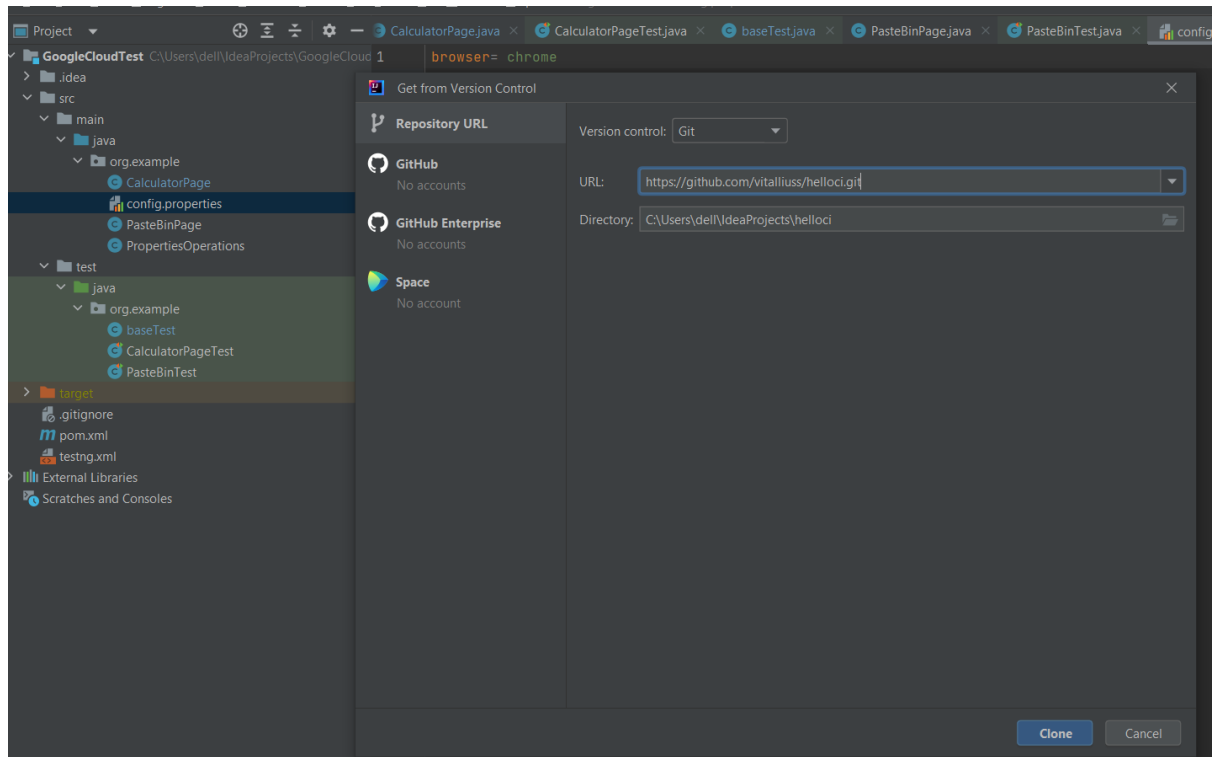 Project
CalculatorPage.java
CalculatorPageTest.java
baseTest.java
PasteBinPage.java
PasteBinTest.java
config
GoogleCloudTest C:\Users\dell\IdeaProjects\GoogleCloud
1 browser= chrome
.idea
src
main
java
org.example
CalculatorPage
config.properties
PasteBinPage
PropertiesOperations
test
java
org.example
baseTest
CalculatorPageTest
PasteBinTest
target
.gitignore
pom.xml
testng.xml
External Libraries
Scratches and Consoles
Get from Version Control
Repository URL
GitHub
No accounts
GitHub Enterprise
No accounts
Space
No account
Version control: Git
URL: https://github.com/vitalliuss/helloci.git
Directory: C:\Users\dell\IdeaProjects\helloci
Clone
Cancel